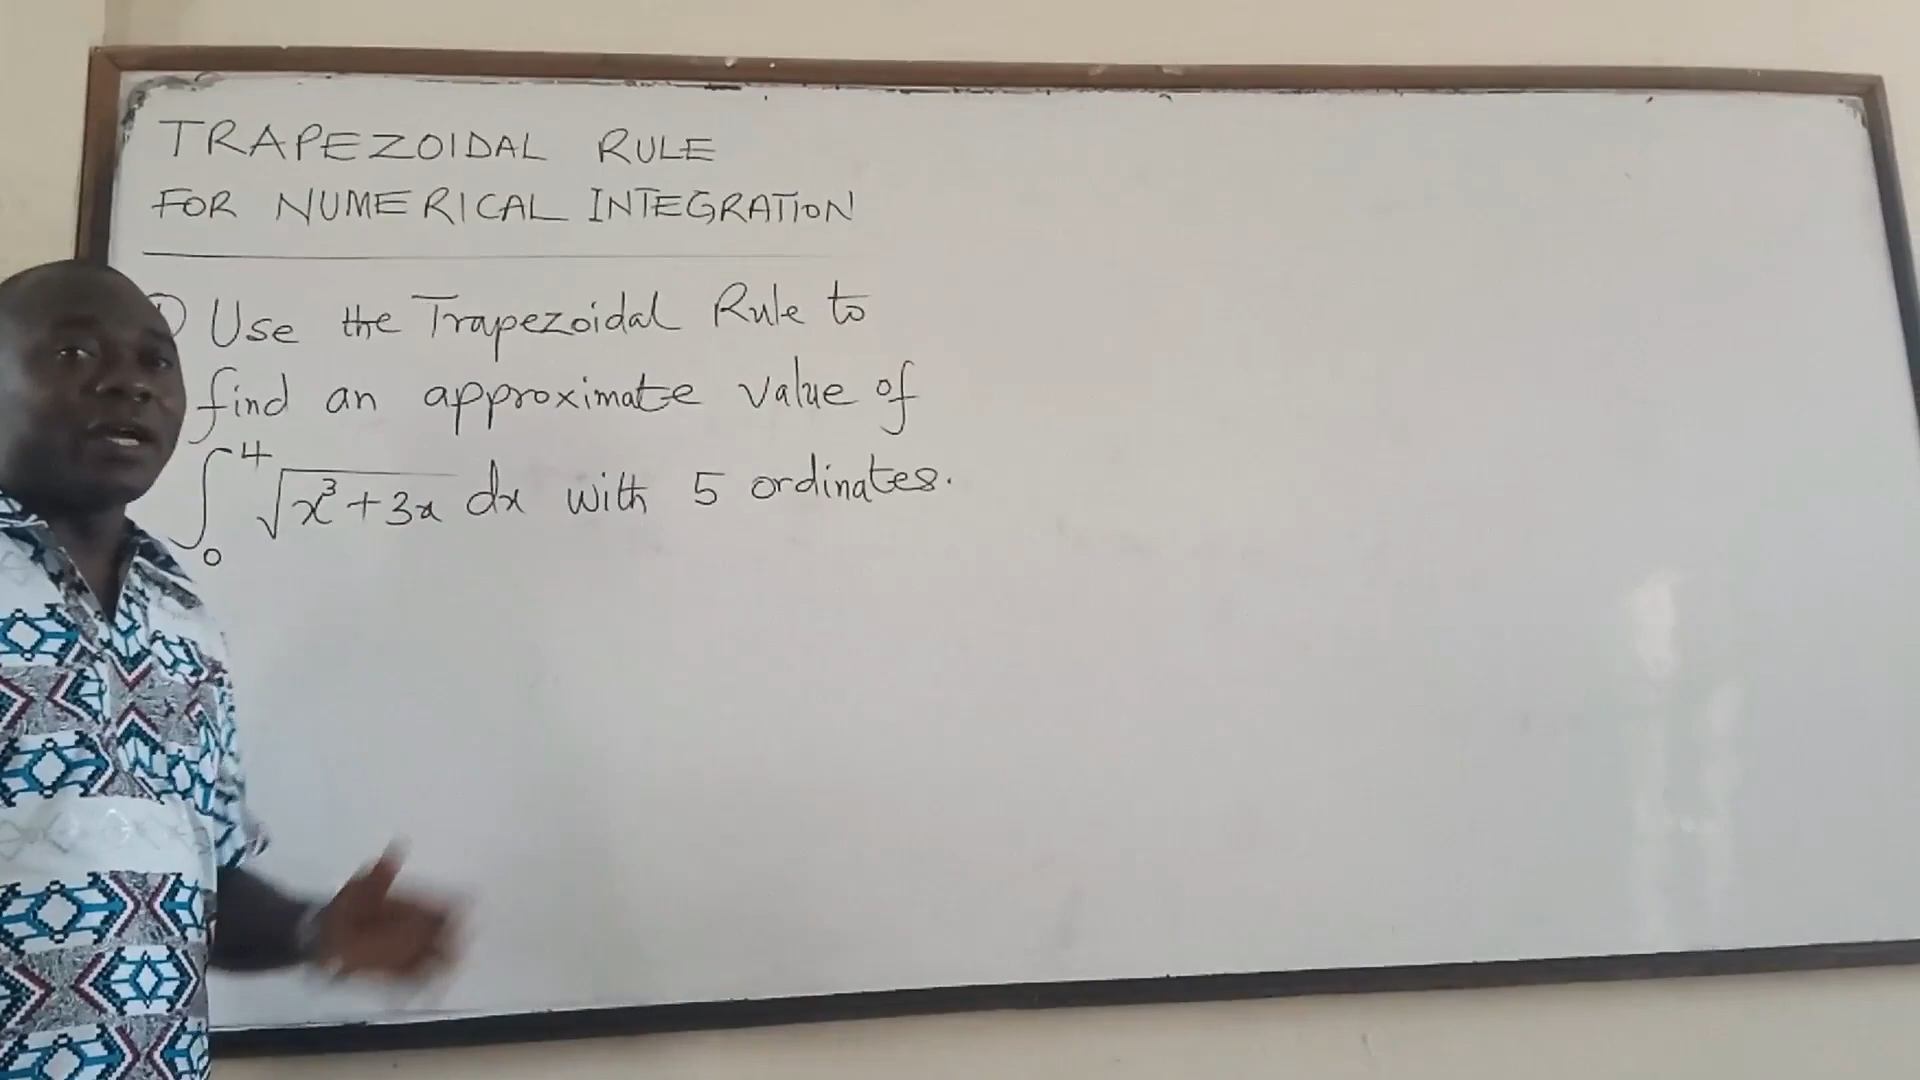 TRAPEZOIDAL RULE
FOR NUMERICAL INTEGRATION
Use the Trapezoidal Rule to
find an approximate value of
∫₀⁴ √(x³+3x) dx with 5 ordinates.